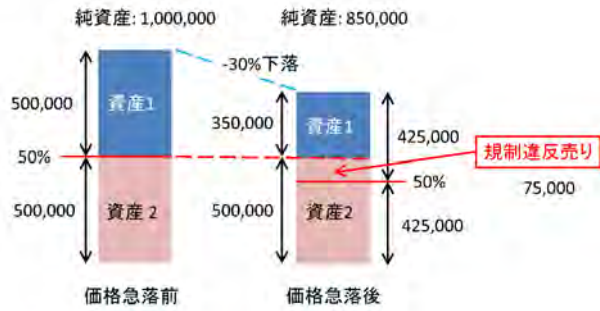 純資産: 1,000,000
純資産: 850,000
-30%下落
500,000
資産1
350,000
資産1
425,000
規制違反売り
50%
50%
75,000
500,000
資産 2
500,000
資産2
425,000
価格急落前
価格急落後